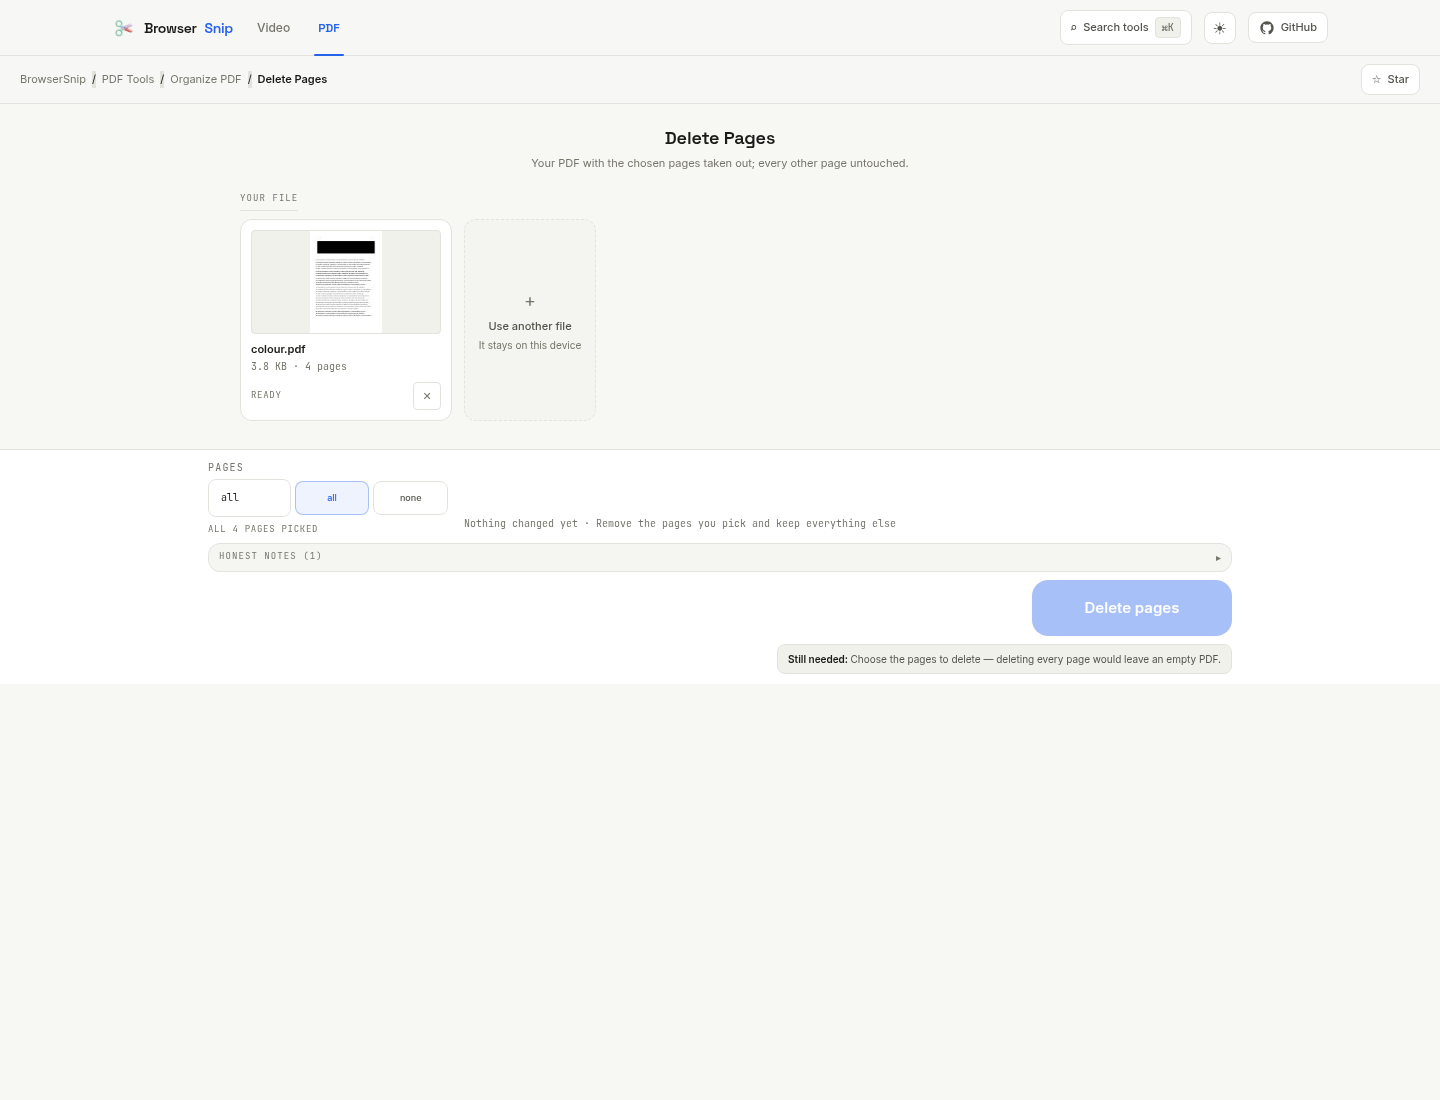 Browser Snip Video PDF Search tools ⌘K GitHub
BrowserSnip / PDF Tools / Organize PDF / Delete Pages ☆ Star
Delete Pages
Your PDF with the chosen pages taken out; every other page untouched.
YOUR FILE
+
Use another file
It stays on this device
colour.pdf
3.8 KB · 4 pages
READY ×
PAGES
all all none
ALL 4 PAGES PICKED
Nothing changed yet · Remove the pages you pick and keep everything else
HONEST NOTES (1) ▸
Delete pages
Still needed: Choose the pages to delete — deleting every page would leave an empty PDF.